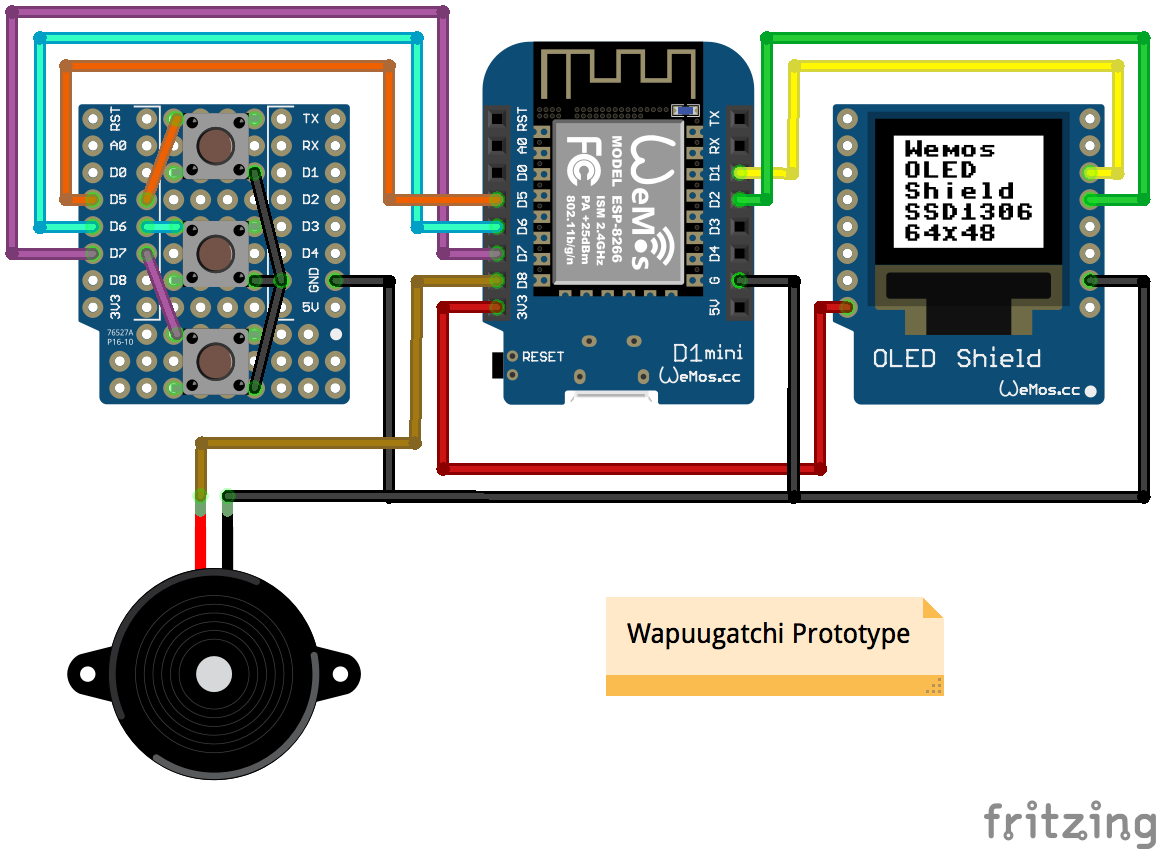 RST
A0
D0
D5
D6
D7
D8
3V3
TX
RX
D1
D2
D3
D4
GND
5V
76527A
P16-10
RST
A0
D0
D5
D6
D7
D8
3V3
WeMos
MODEL ESP-8266
ISM 2.4GHz
PA +25dBm
802.11b/g/n
FC
TX
RX
D1
D2
D3
D4
G
5V
RESET
D1mini
WeMos.cc
Wemos
OLED
Shield
SSD1306
64x48
OLED Shield
WeMos.cc
Wapuugatchi Prototype
fritzing